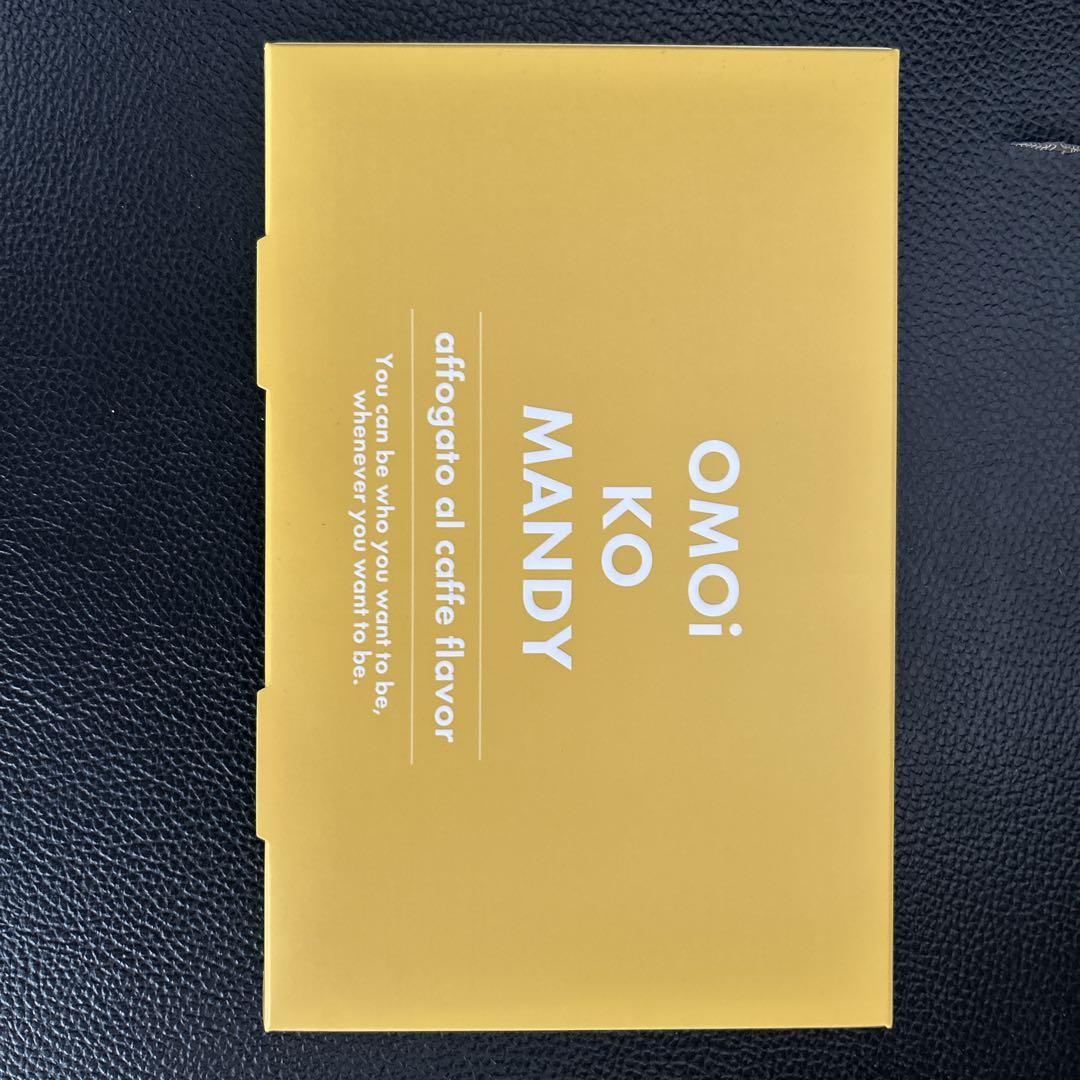 OMOi
KO
MANDY
affogato al caffe flavor
You can be who you want to be,
whenever you want to be.